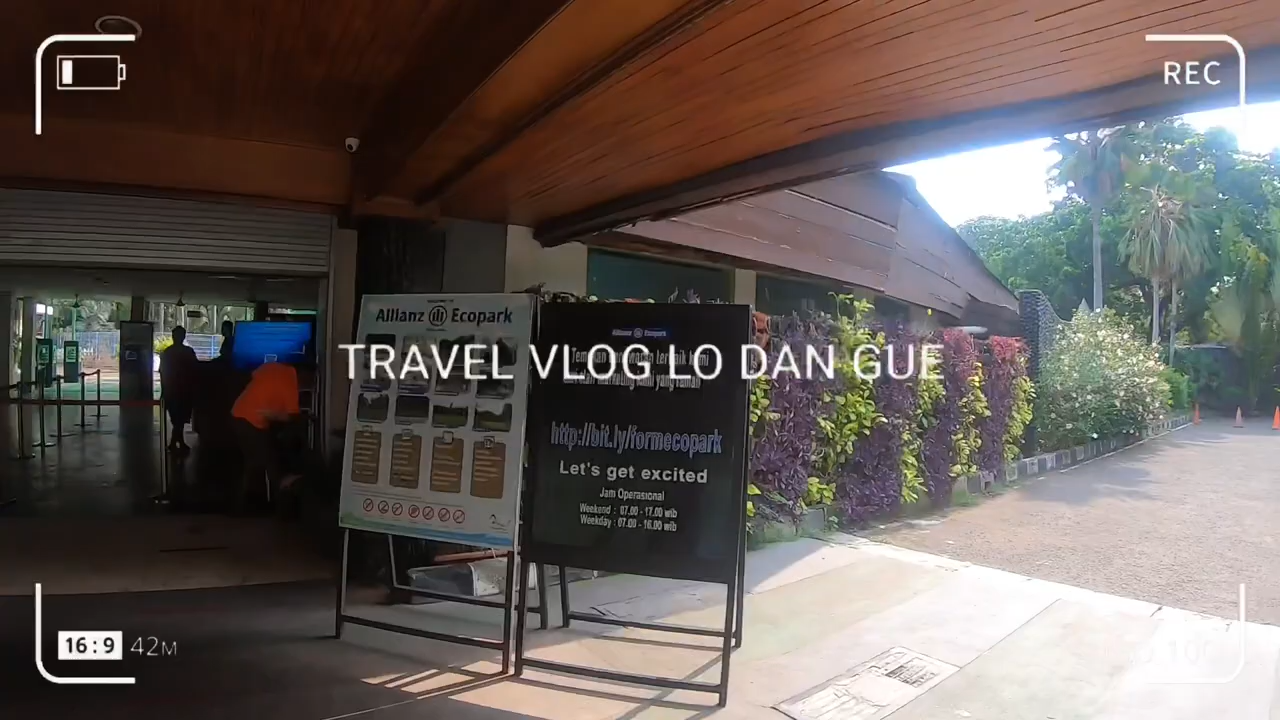 REC
Allianz Ecopark
Allianz Ecopark
TRAVEL VLOG LO DAN GUE
http://bit.ly/formecopark
Let's get excited
Jam Operasional
Weekend : 07.00 - 17.00 wib
Weekday : 07.00 - 16.00 wib
16:9 42M